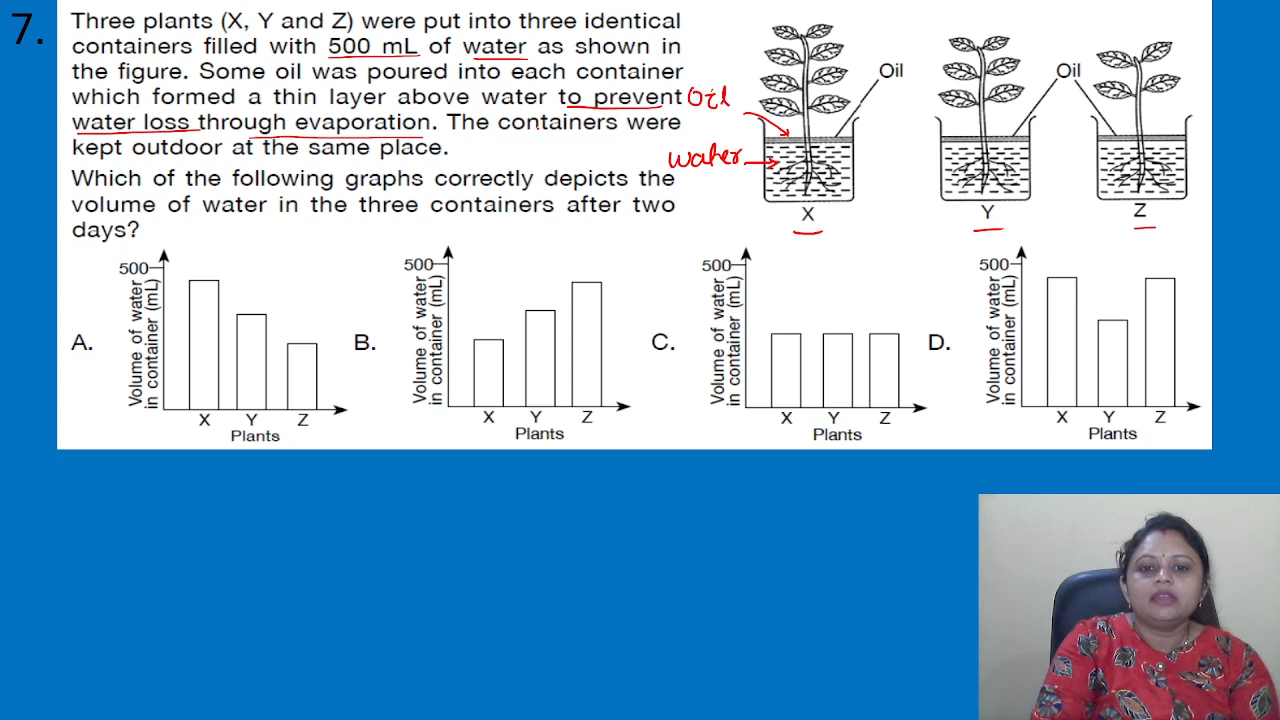 7.
Three plants (X, Y and Z) were put into three identical
containers filled with 500 mL of water as shown in
the figure. Some oil was poured into each container
which formed a thin layer above water to prevent
water loss through evaporation. The containers were
kept outdoor at the same place.
Which of the following graphs correctly depicts the
volume of water in the three containers after two
days?
Oil
Oil
Oil
Water
X
Y
Z
A.
500
Volume of water
in container (mL)
X Y Z
Plants
B.
500
Volume of water
in container (mL)
X Y Z
Plants
C.
500
Volume of water
in container (mL)
X Y Z
Plants
D.
500
Volume of water
in container (mL)
X Y Z
Plants